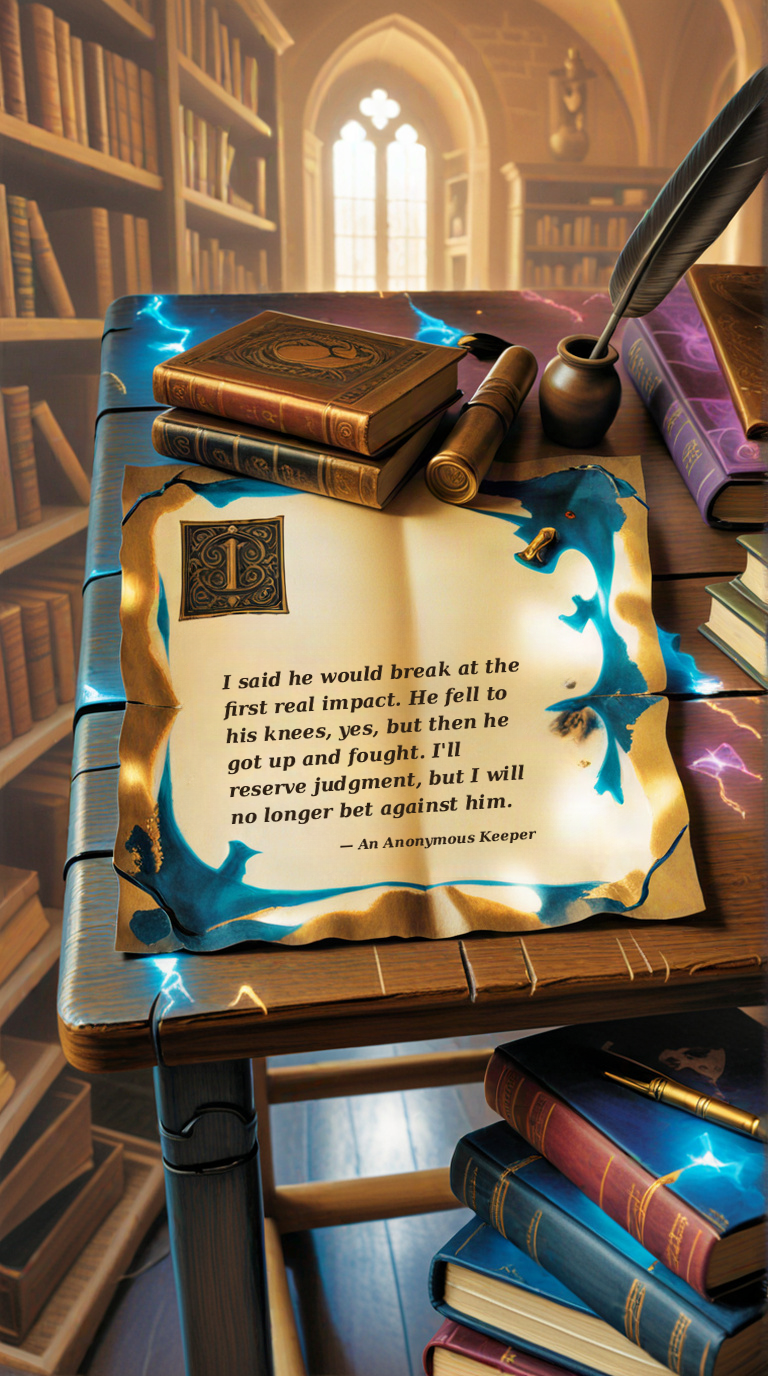 I said he would break at the
first real impact. He fell to
his knees, yes, but then he
got up and fought. I'll
reserve judgment, but I will
no longer bet against him.
— An Anonymous Keeper